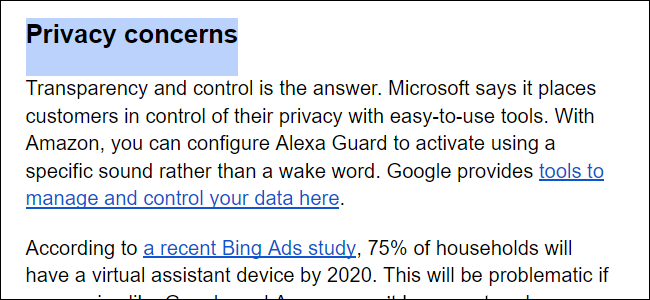 Privacy concerns
Transparency and control is the answer. Microsoft says it places
customers in control of their privacy with easy-to-use tools. With
Amazon, you can configure Alexa Guard to activate using a
specific sound rather than a wake word. Google provides tools to
manage and control your data here.
According to a recent Bing Ads study, 75% of households will
have a virtual assistant device by 2020. This will be problematic if